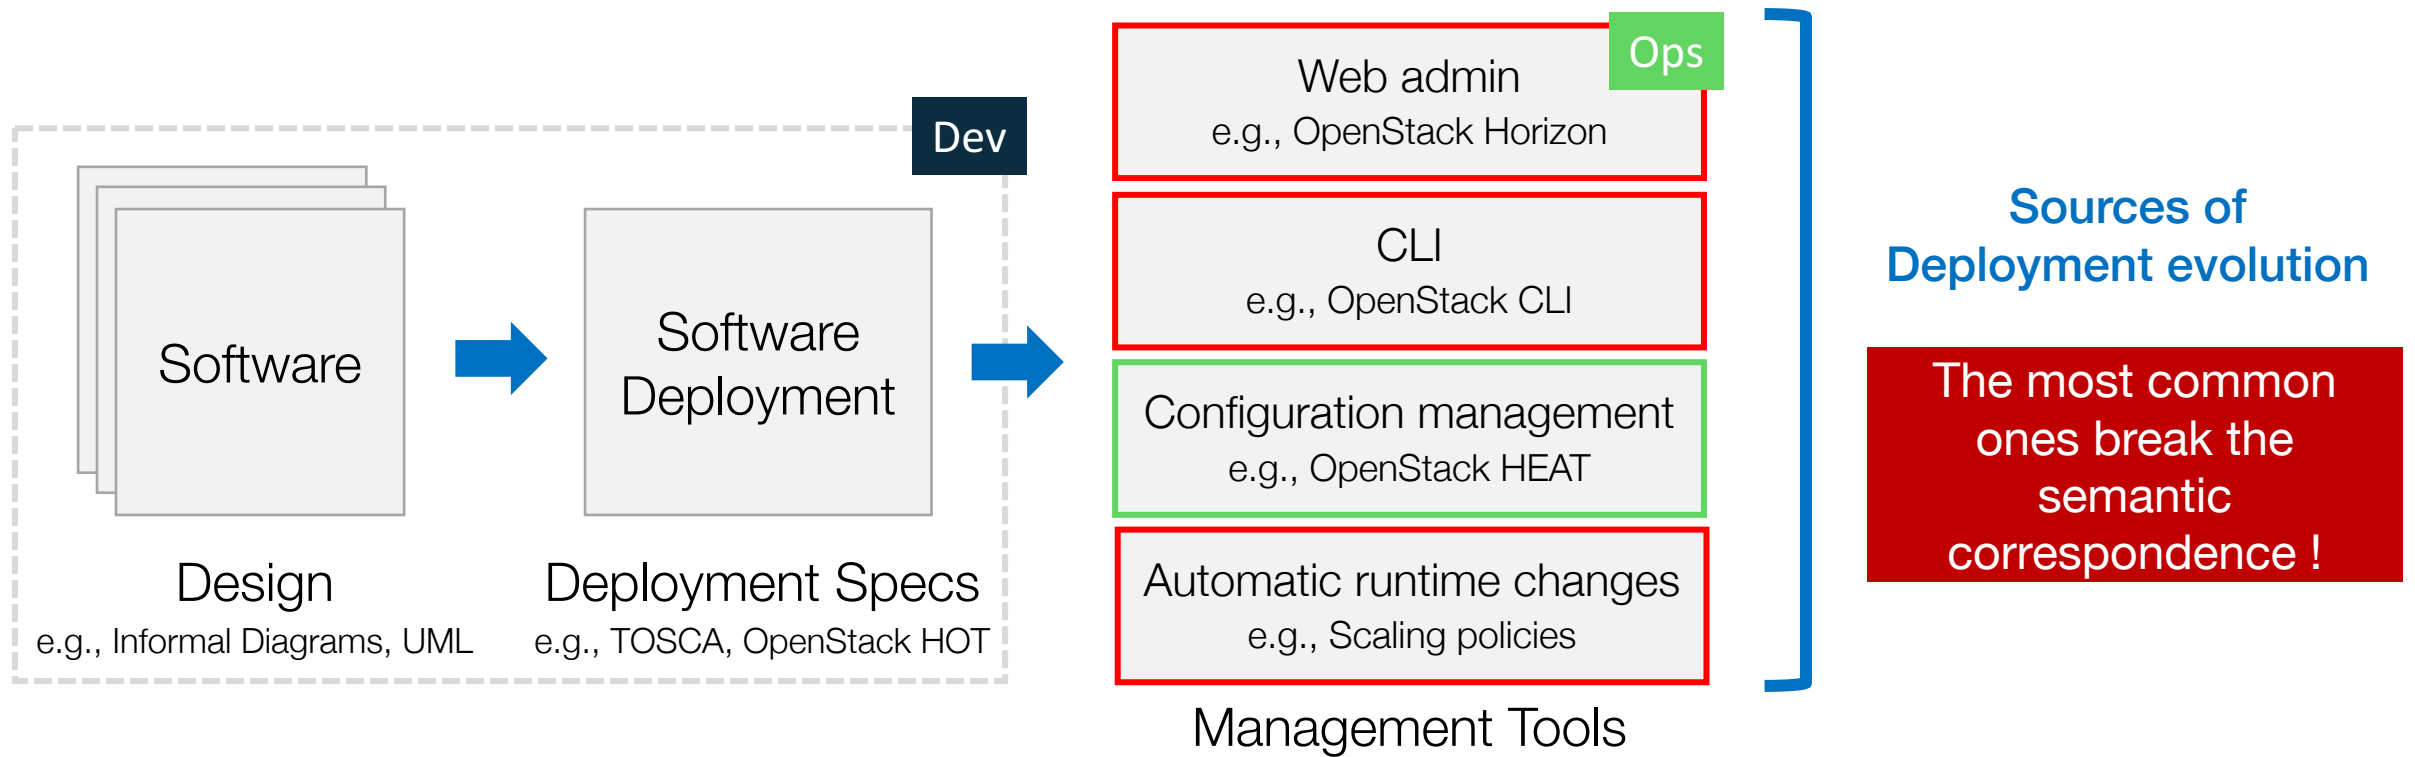 Dev
Software
Design
e.g., Informal Diagrams, UML
Software
Deployment
Deployment Specs
e.g., TOSCA, OpenStack HOT
Ops
Web admin
e.g., OpenStack Horizon
CLI
e.g., OpenStack CLI
Configuration management
e.g., OpenStack HEAT
Automatic runtime changes
e.g., Scaling policies
Management Tools
Sources of
Deployment evolution
The most common
ones break the
semantic
correspondence !